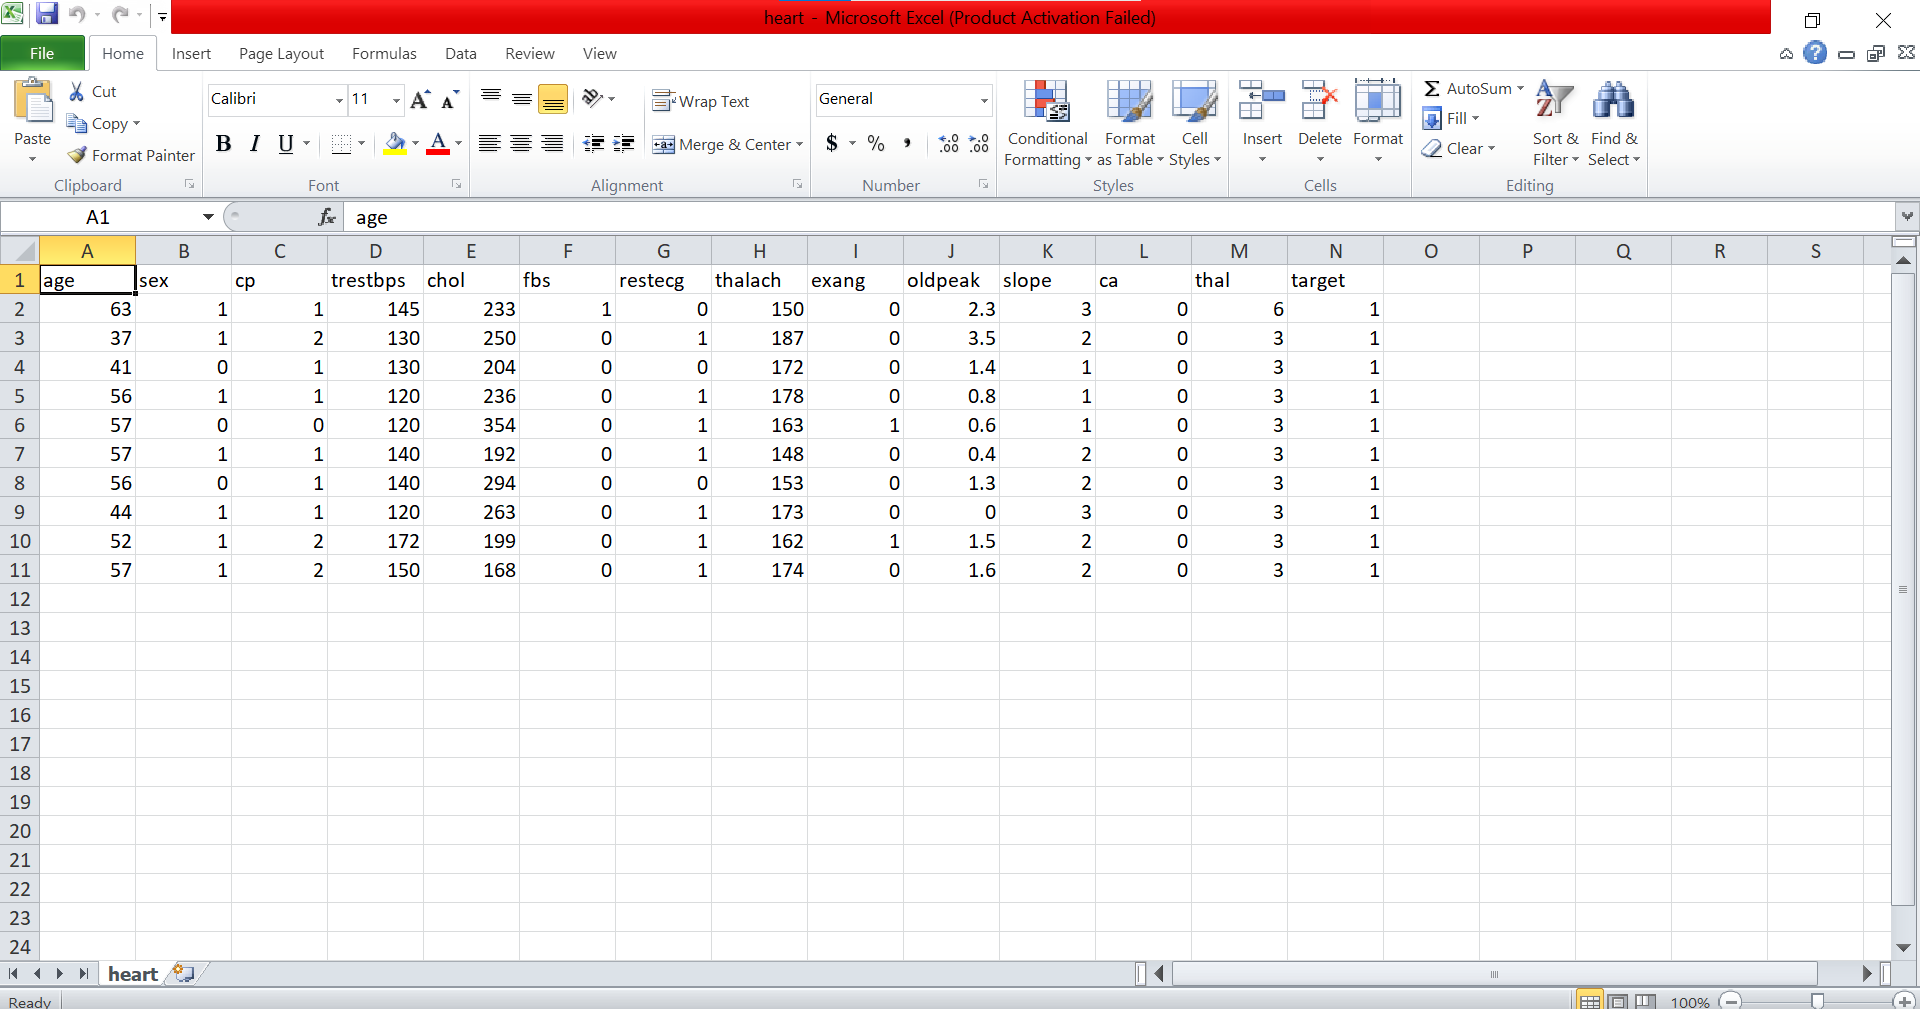 heart - Microsoft Excel (Product Activation Failed)
File Home Insert Page Layout Formulas Data Review View
Paste
Cut
Copy
Format Painter
Clipboard
Calibri 11
B I U A
Font
Wrap Text
Merge & Center
Alignment
General
$ % ,
Number
Conditional Formatting
Format as Table
Cell Styles
Styles
Insert Delete Format
Cells
Σ AutoSum
Fill
Clear
Sort & Filter
Find & Select
Editing
A1 fx age
A B C D E F G H I J K L M N O P Q R S
1 age sex cp trestbps chol fbs restecg thalach exang oldpeak slope ca thal target
2 63 1 1 145 233 1 0 150 0 2.3 3 0 6 1
3 37 1 2 130 250 0 1 187 0 3.5 2 0 3 1
4 41 0 1 130 204 0 0 172 0 1.4 1 0 3 1
5 56 1 1 120 236 0 1 178 0 0.8 1 0 3 1
6 57 0 0 120 354 0 1 163 1 0.6 1 0 3 1
7 57 1 1 140 192 0 1 148 0 0.4 2 0 3 1
8 56 0 1 140 294 0 0 153 0 1.3 2 0 3 1
9 44 1 1 120 263 0 1 173 0 0 3 0 3 1
10 52 1 2 172 199 0 1 162 1 1.5 2 0 3 1
11 57 1 2 150 168 0 1 174 0 1.6 2 0 3 1
12
13
14
15
16
17
18
19
20
21
22
23
24
heart
Ready 100%